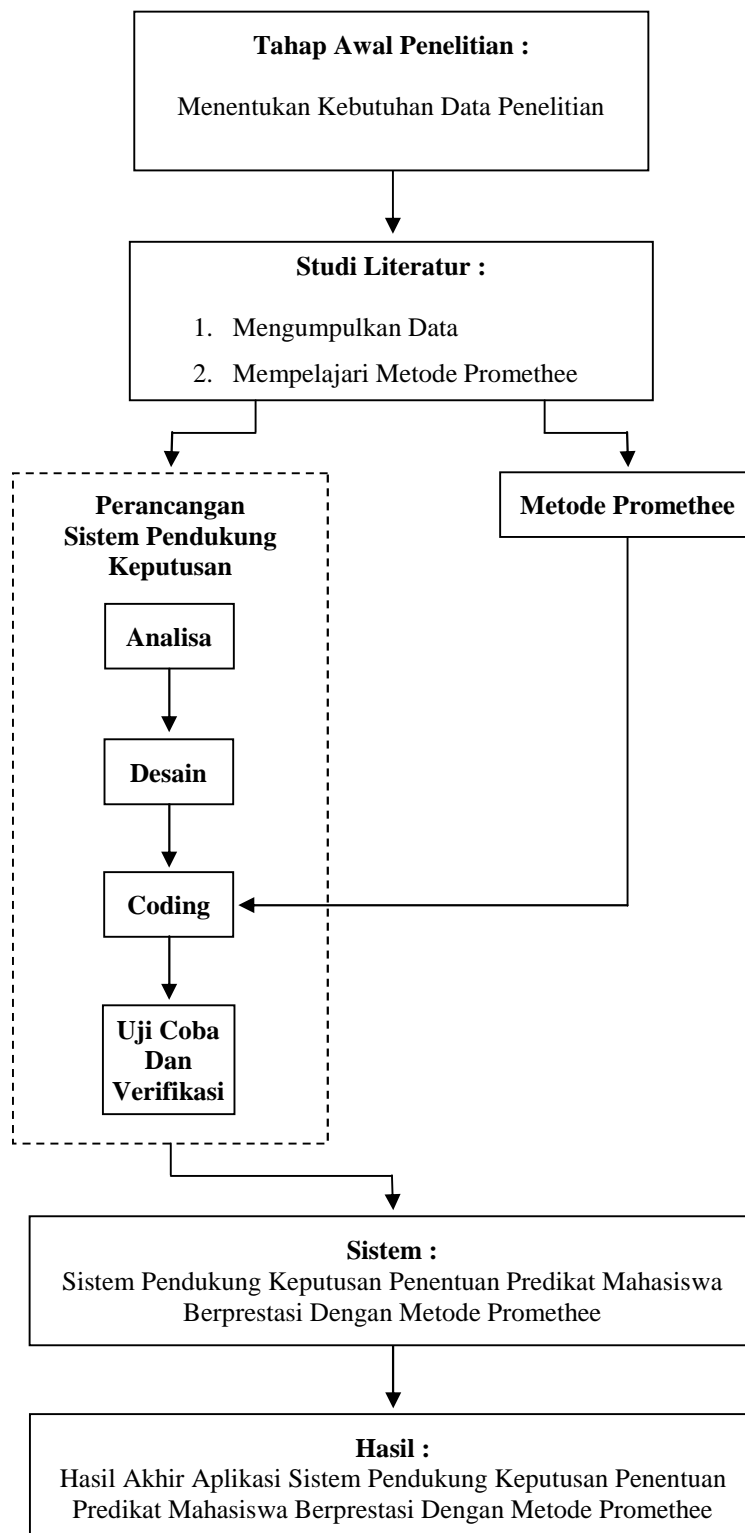 Tahap Awal Penelitian :
Menentukan Kebutuhan Data Penelitian
Studi Literatur :
1. Mengumpulkan Data
2. Mempelajari Metode Promethee
Perancangan
Sistem Pendukung
Keputusan
Metode Promethee
Analisa
Desain
Coding
Uji Coba
Dan
Verifikasi
Sistem :
Sistem Pendukung Keputusan Penentuan Predikat Mahasiswa
Berprestasi Dengan Metode Promethee
Hasil :
Hasil Akhir Aplikasi Sistem Pendukung Keputusan Penentuan
Predikat Mahasiswa Berprestasi Dengan Metode Promethee